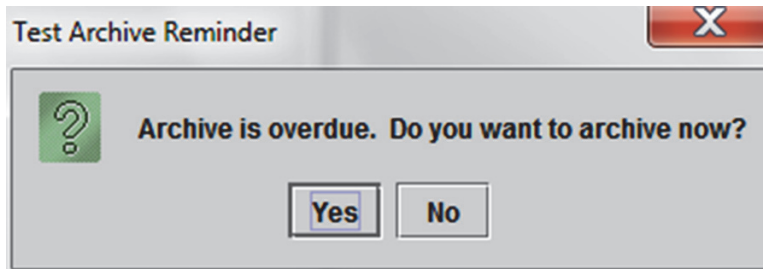 Test Archive Reminder
Archive is overdue. Do you want to archive now?
Yes No